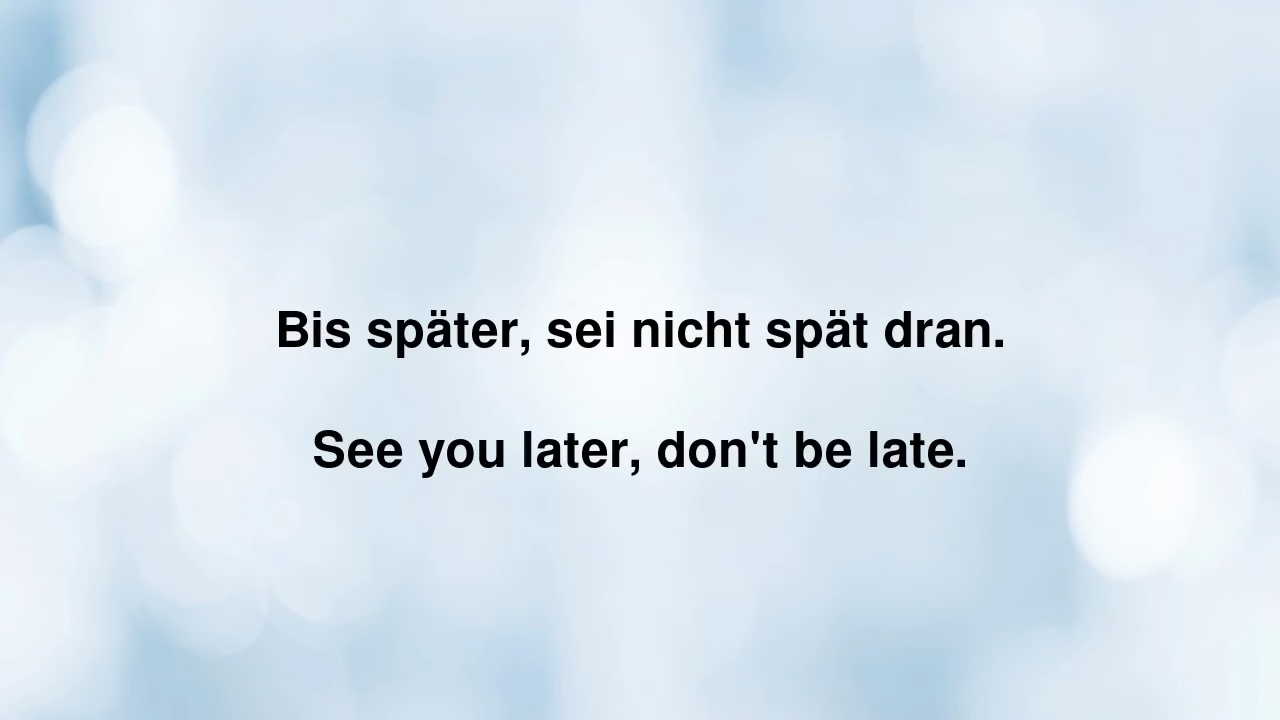 Bis später, sei nicht spät dran.
See you later, don't be late.